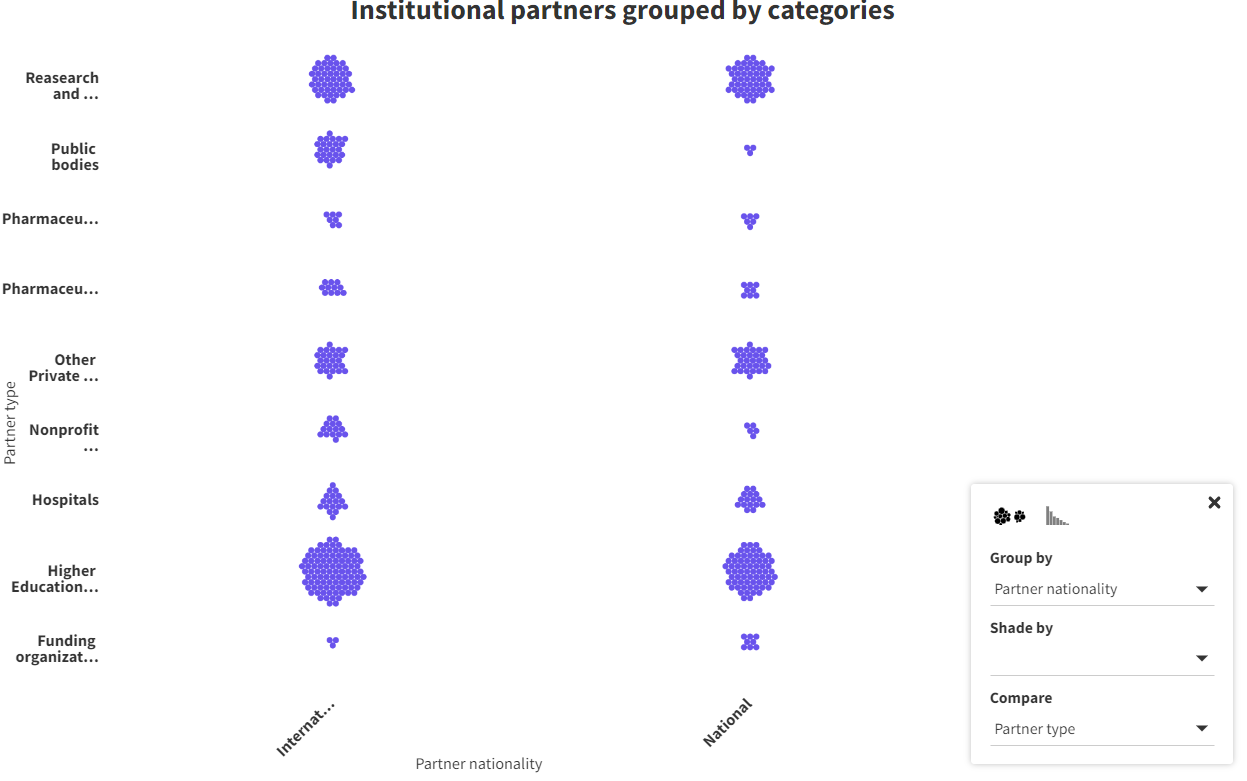 Institutional partners grouped by categories
Reasearch
and ...
Public
bodies
Pharmaceu...
Pharmaceu...
Other
Private ...
Nonprofit
...
Hospitals
Higher
Education...
Funding
organizat...
Partner type
Internat...
National
Partner nationality
Group by
Partner nationality
Shade by
Compare
Partner type